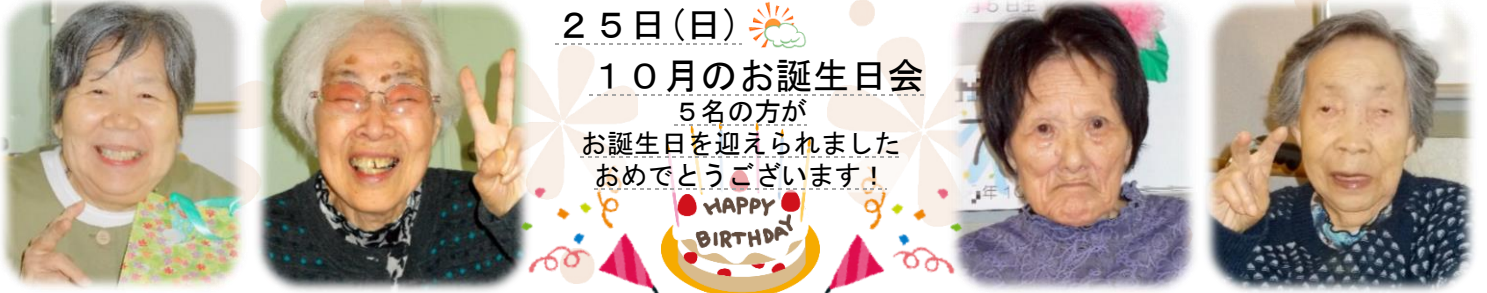 ２５日(日)
１０月のお誕生日会
５名の方が
お誕生日を迎えられました
おめでとうございます！
HAPPY
BIRTHDAY